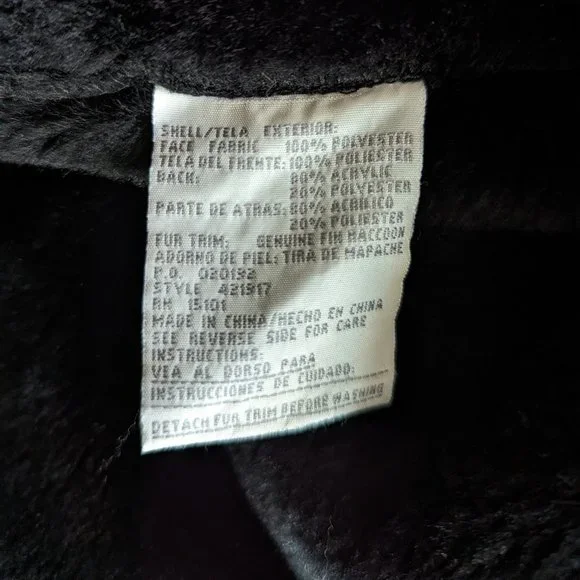 SHELL/TELA EXTERIOR:
FACE FABRIC 100% POLYESTER
TELA DEL FRENTE: 100% POLIESTER
BACK: 80% ACRYLIC
20% POLYESTER
PARTE DE ATRAS: 80% ACRILICO
20% POLIESTER
FUR TRIM: GENUINE FIN RACCOON
ADORNO DE PIEL: TIRA DE MAPACHE
P.O. 020192
STYLE 421917
RN 15101
MADE IN CHINA/HECHO EN CHINA
SEE REVERSE SIDE FOR CARE
INSTRUCTIONS:
VEA AL DORSO PARA
INSTRUCCIONES DE CUIDADO:
DETACH FUR TRIM BEFORE WASHING